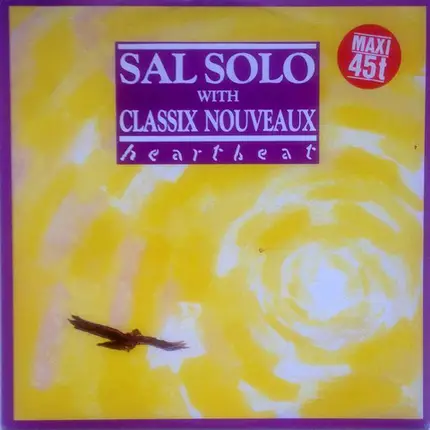 SAL SOLO
WITH
CLASSIX NOUVEAUX
heartbeat
MAXI
45t